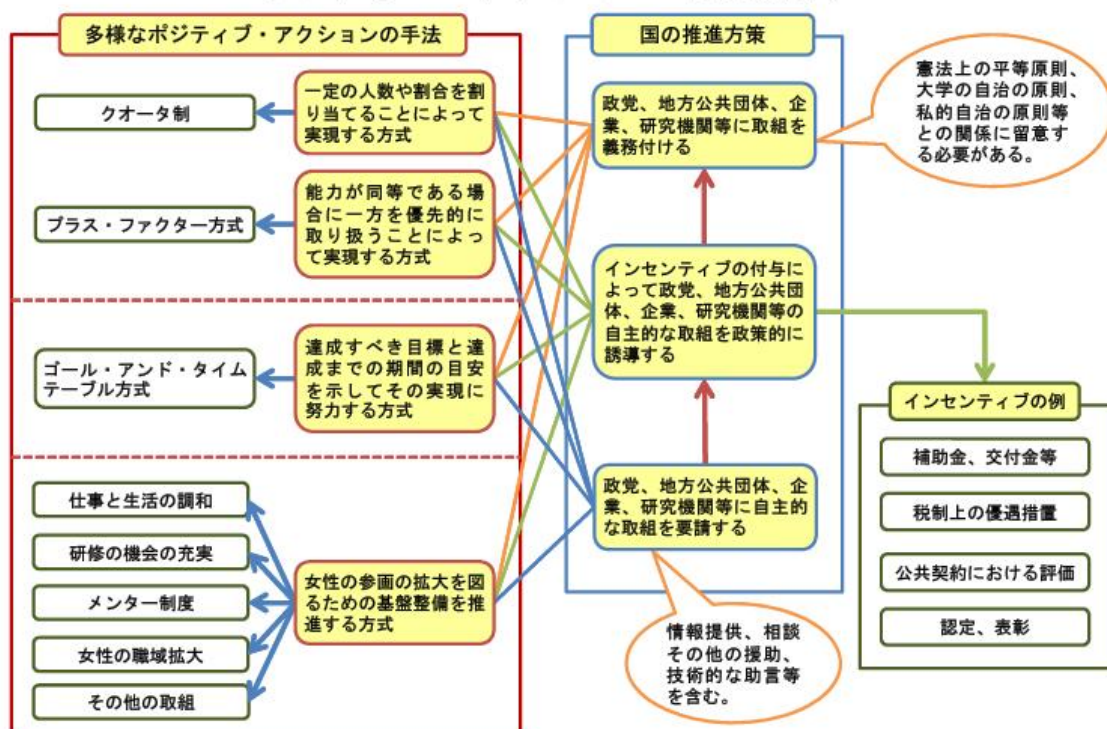 多様なポジティブ・アクションの手法
クオータ制
一定の人数や割合を割
り当てることによって
実現する方式
プラス・ファクター方式
能力が同等である場
合に一方を優先的に
取り扱うことによっ
て実現する方式
ゴール・アンド・タイム
テーブル方式
達成すべき目標と達
成までの期間の目安
を示してその実現に
努力する方式
仕事と生活の調和
研修の機会の充実
メンター制度
女性の職域拡大
その他の取組
女性の参画の拡大を図
るための基盤整備を推
進する方式
国の推進方策
政党、地方公共団体、企
業、研究機関等に取組を
義務付ける
インセンティブの付与に
よって政党、地方公共団
体、企業、研究機関等の
自主的な取組を政策的に
誘導する
政党、地方公共団体、企
業、研究機関等に自主的
な取組を要請する
憲法上の平等原則、
大学の自治の原則、
私的自治の原則等
との関係に留意す
る必要がある。
情報提供、相談
その他の援助、
技術的な助言等
を含む。
インセンティブの例
補助金、交付金等
税制上の優遇措置
公共契約における評価
認定、表彰